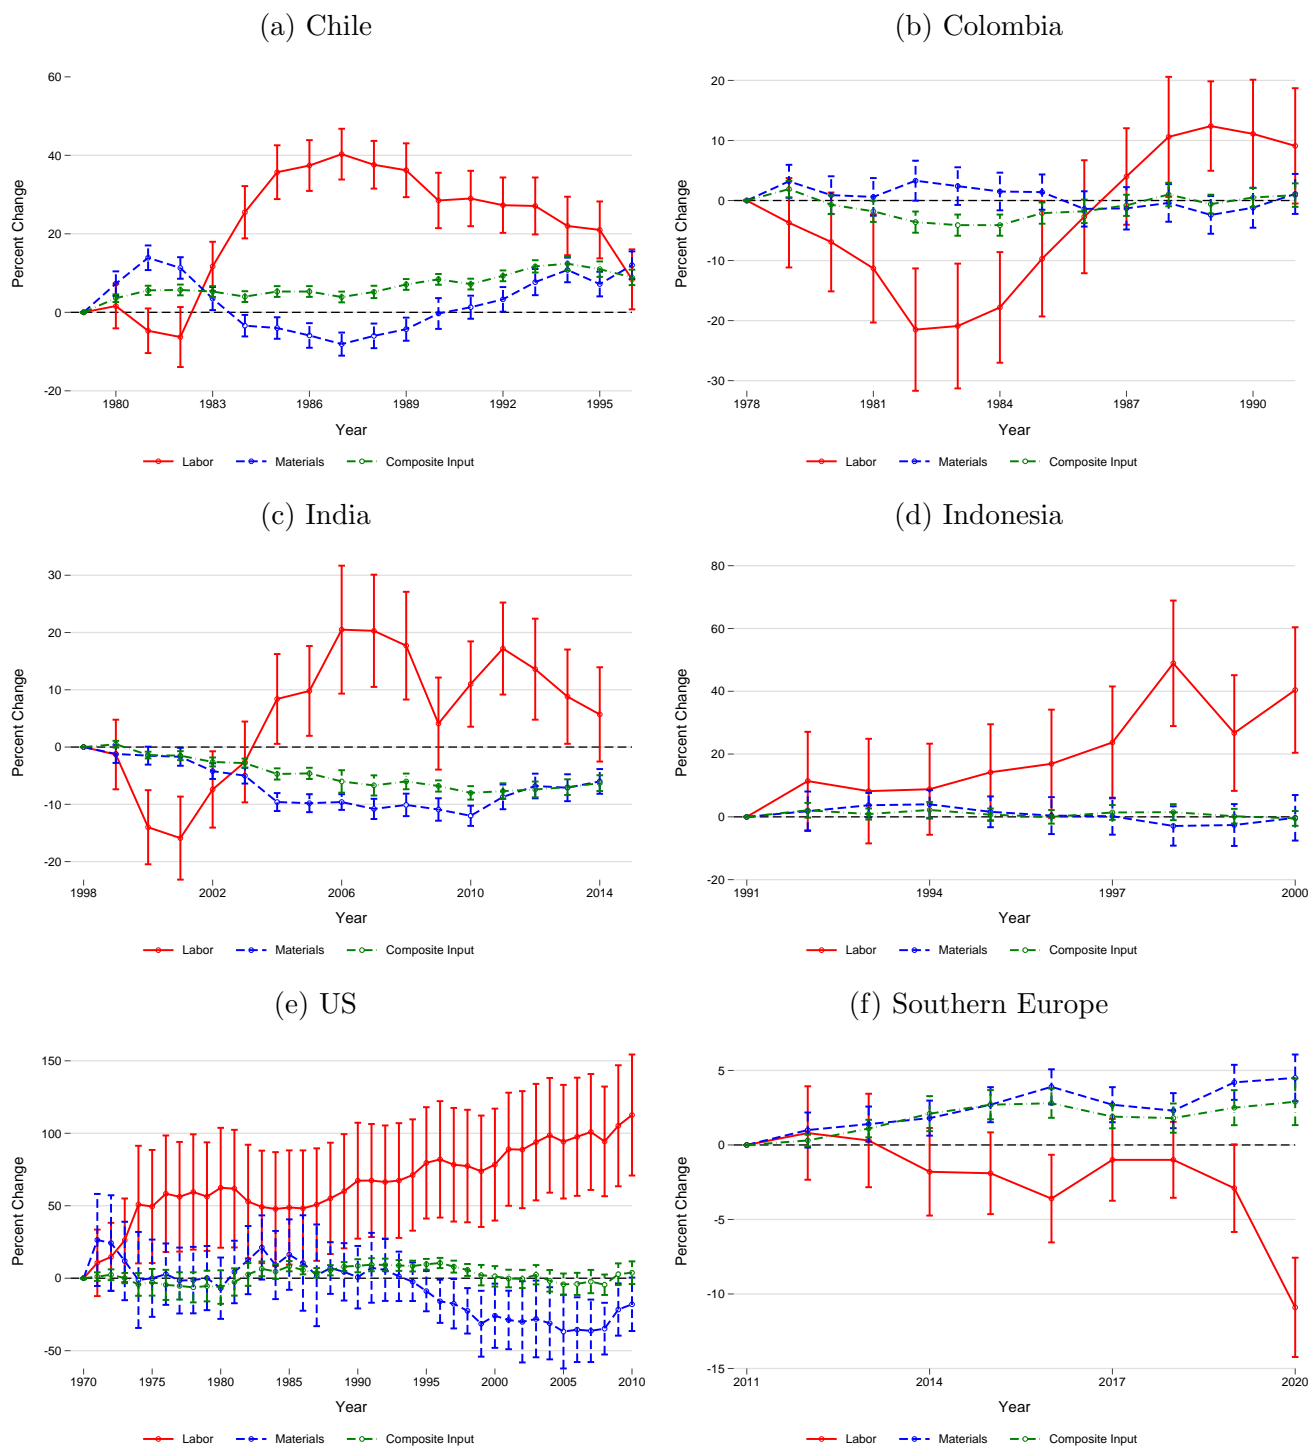 (a) Chile
Percent Change
60
40
20
0
-20
1980 1983 1986 1989 1992 1995
Year
Labor Materials Composite Input
(b) Colombia
Percent Change
20
10
0
-10
-20
-30
1978 1981 1984 1987 1990
Year
Labor Materials Composite Input
(c) India
Percent Change
30
20
10
0
-10
-20
1998 2002 2006 2010 2014
Year
Labor Materials Composite Input
(d) Indonesia
Percent Change
80
60
40
20
0
-20
1991 1994 1997 2000
Year
Labor Materials Composite Input
(e) US
Percent Change
150
100
50
0
-50
1970 1975 1980 1985 1990 1995 2000 2005 2010
Year
Labor Materials Composite Input
(f) Southern Europe
Percent Change
5
0
-5
-10
-15
2011 2014 2017 2020
Year
Labor Materials Composite Input